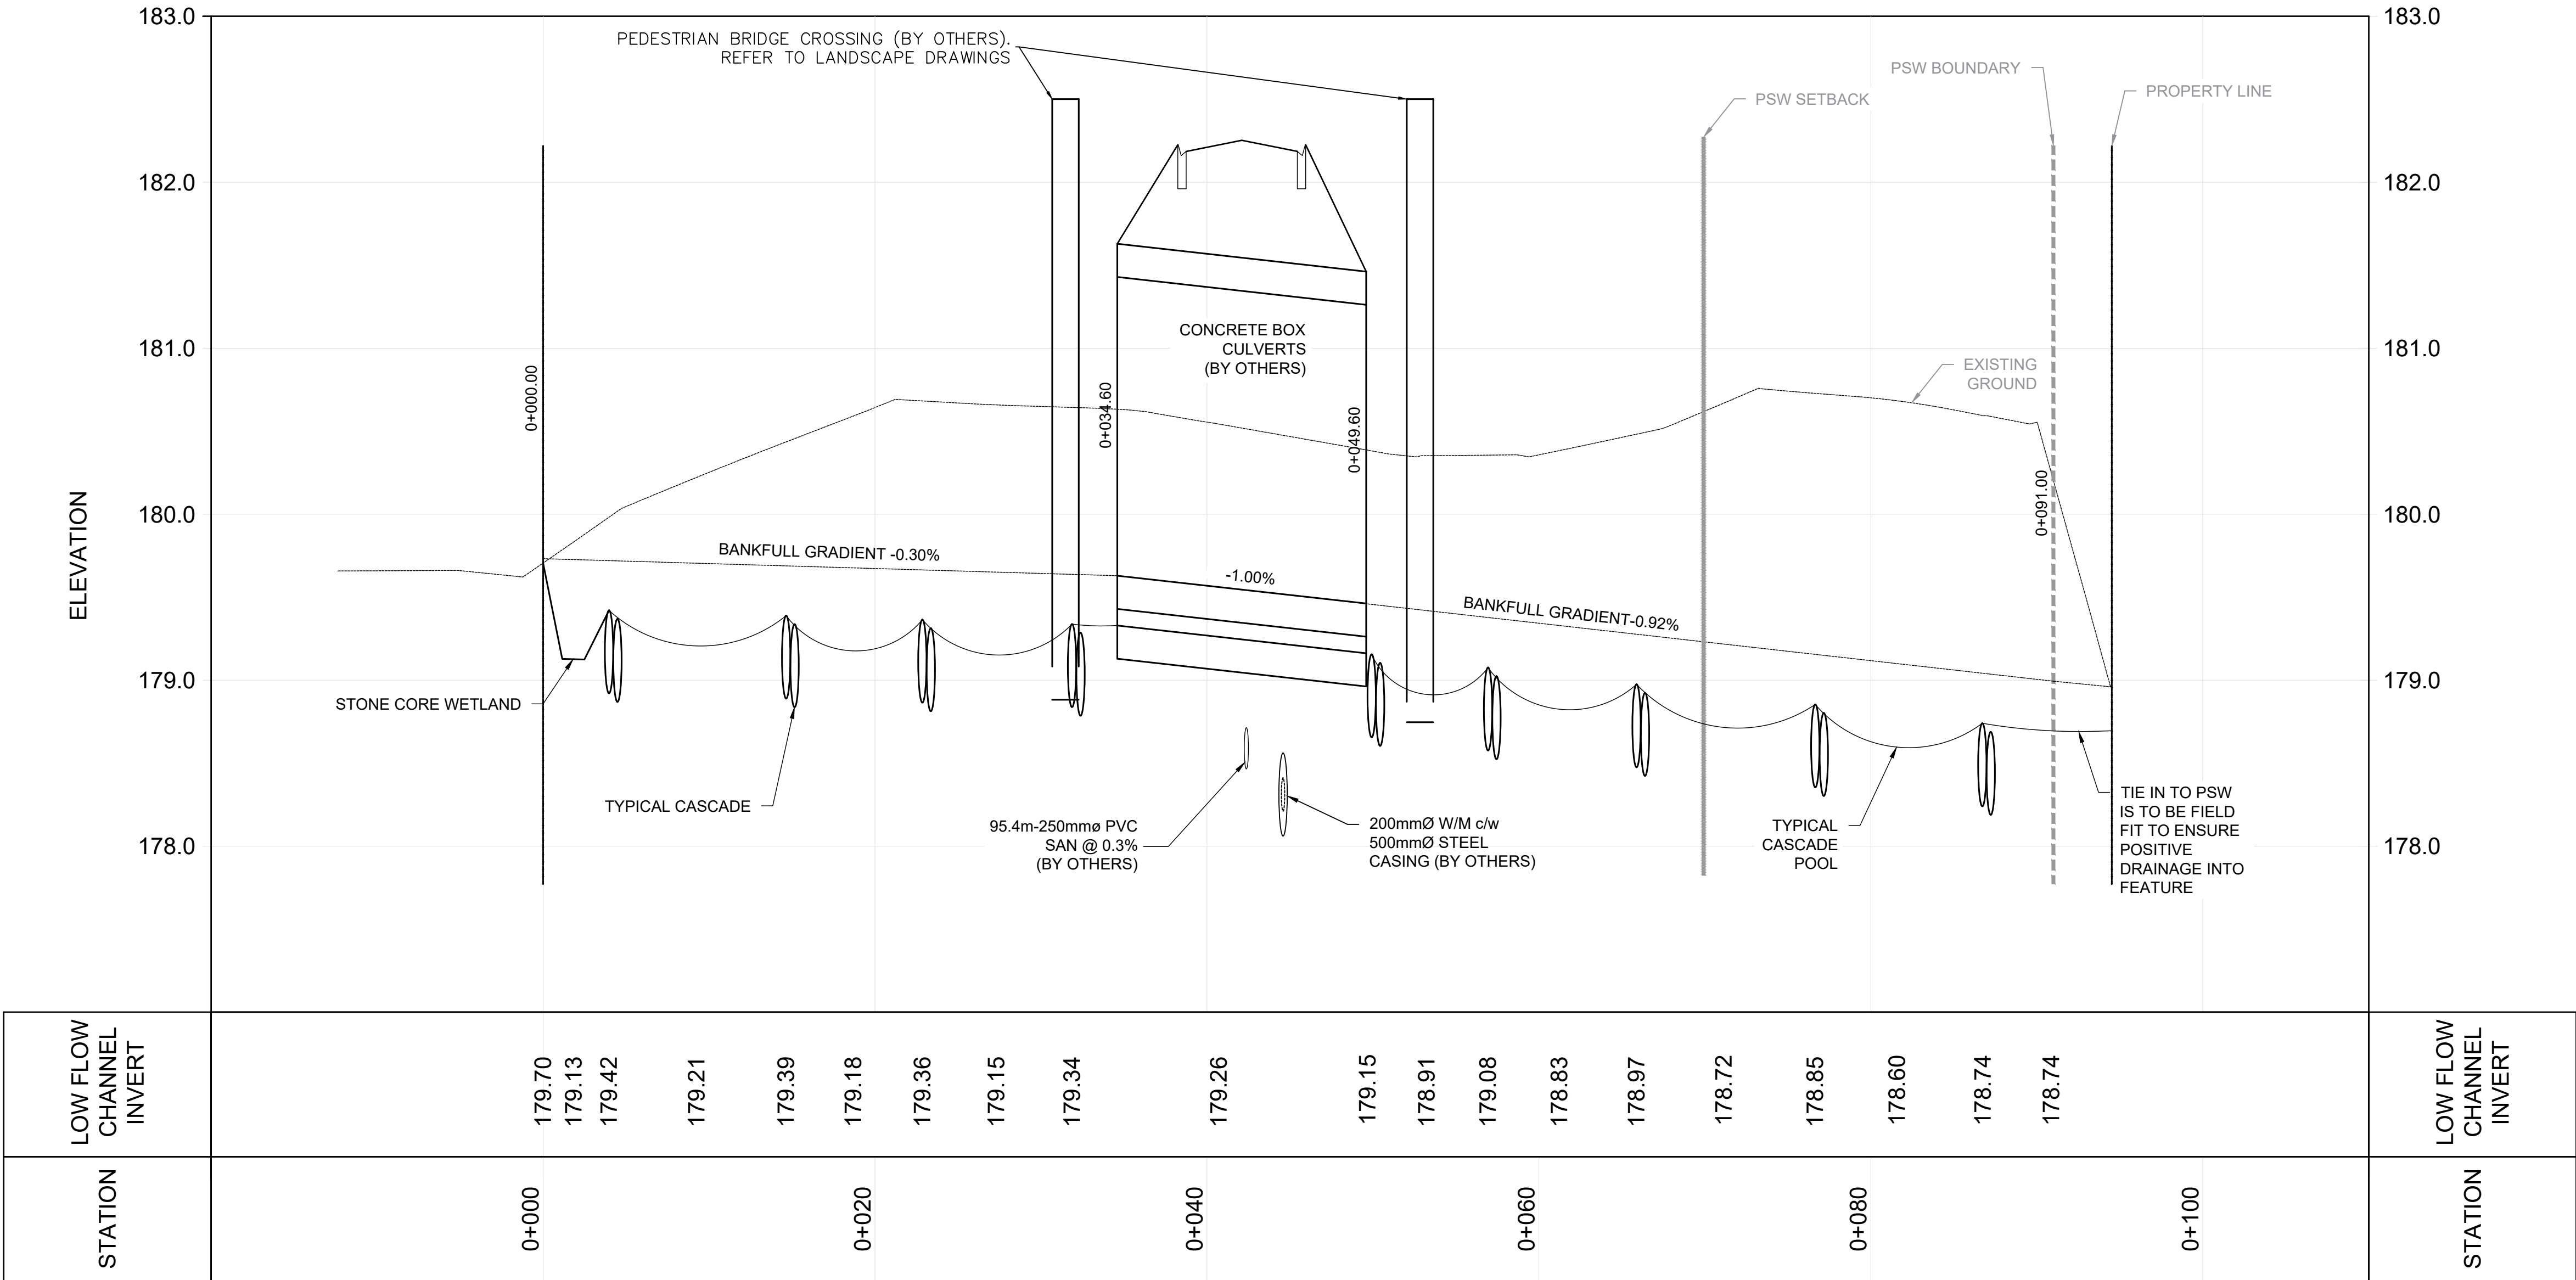 183.0
183.0
PEDESTRIAN BRIDGE CROSSING (BY OTHERS).
REFER TO LANDSCAPE DRAWINGS
PSW BOUNDARY
PSW SETBACK
PROPERTY LINE
182.0
182.0
CONCRETE BOX
CULVERTS
(BY OTHERS)
181.0
181.0
EXISTING
GROUND
0+000.00
0+034.60
0+049.60
0+091.00
ELEVATION
180.0
180.0
BANKFULL GRADIENT -0.30%
-1.00%
BANKFULL GRADIENT-0.92%
179.0
179.0
STONE CORE WETLAND
TYPICAL CASCADE
95.4m-250mmø PVC
SAN @ 0.3%
(BY OTHERS)
200mmØ W/M c/w
500mmØ STEEL
CASING (BY OTHERS)
TYPICAL
CASCADE
POOL
TIE IN TO PSW
IS TO BE FIELD
FIT TO ENSURE
POSITIVE
DRAINAGE INTO
FEATURE
178.0
178.0
LOW FLOW
CHANNEL
INVERT
179.70
179.13
179.42
179.21
179.39
179.18
179.36
179.15
179.34
179.26
179.15
178.91
179.08
178.83
178.97
178.72
178.85
178.60
178.74
178.74
LOW FLOW
CHANNEL
INVERT
STATION
0+000
0+020
0+040
0+060
0+080
0+100
STATION